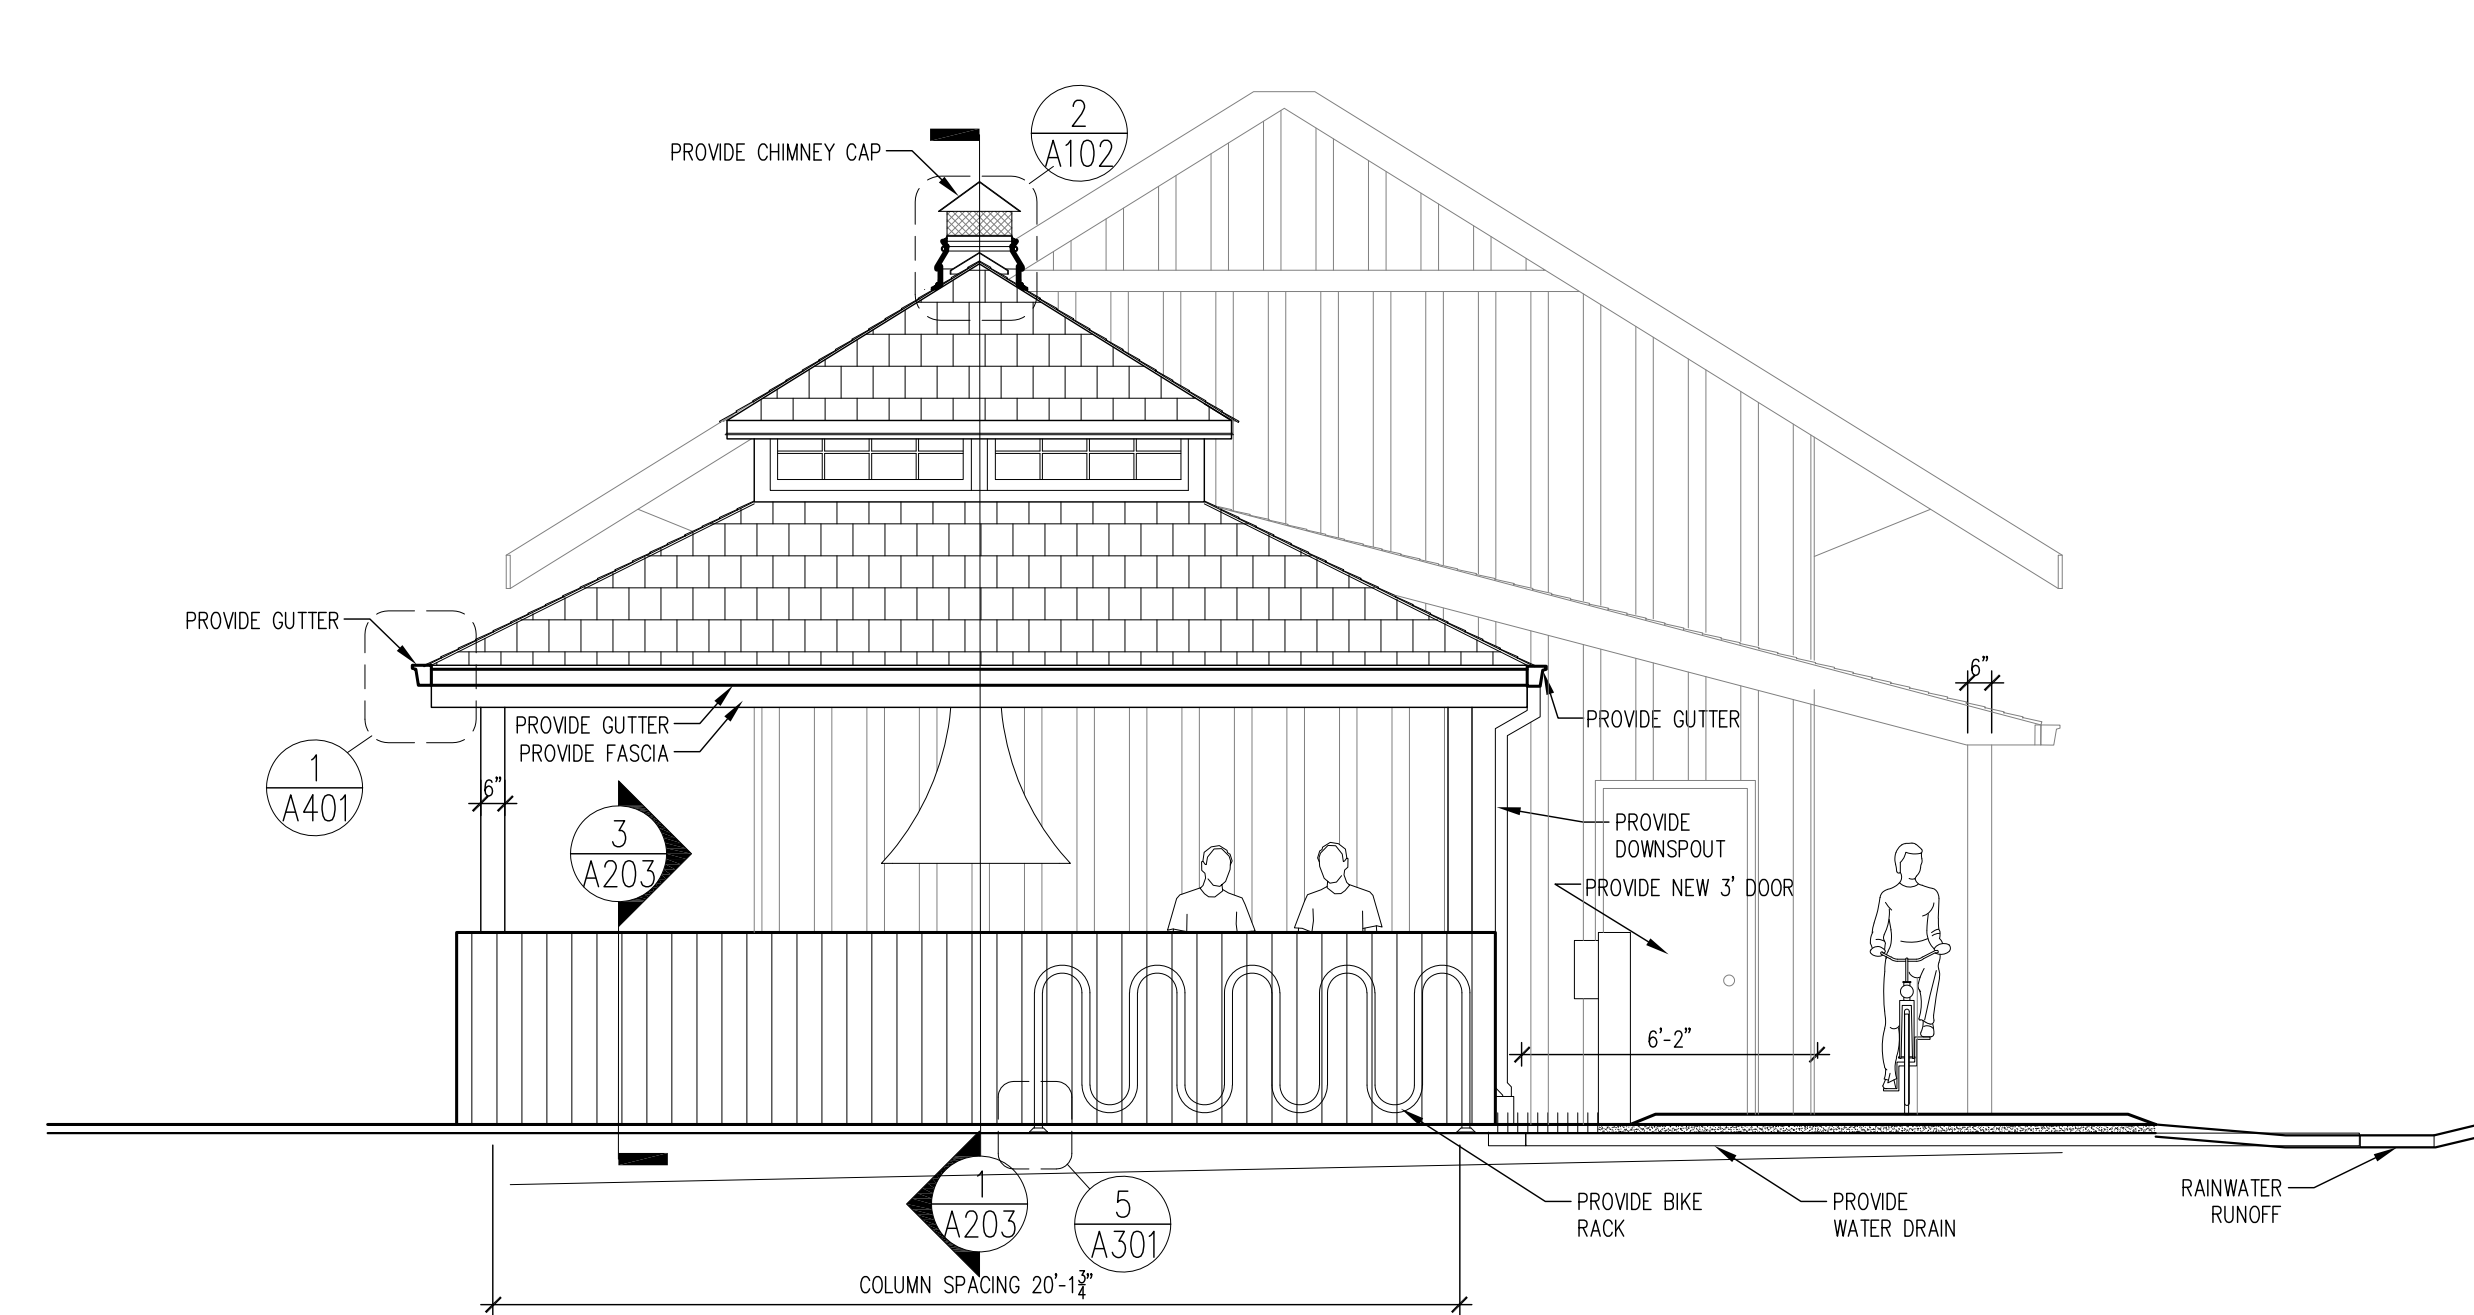 2
A102
PROVIDE CHIMNEY CAP
PROVIDE GUTTER
6"
PROVIDE GUTTER
PROVIDE FASCIA
PROVIDE GUTTER
1
A401
6"
3
A203
PROVIDE
DOWNSPOUT
PROVIDE NEW 3' DOOR
6'-2"
1
A203
5
A301
PROVIDE BIKE
RACK
PROVIDE
WATER DRAIN
RAINWATER
RUNOFF
COLUMN SPACING 20'-1¾"